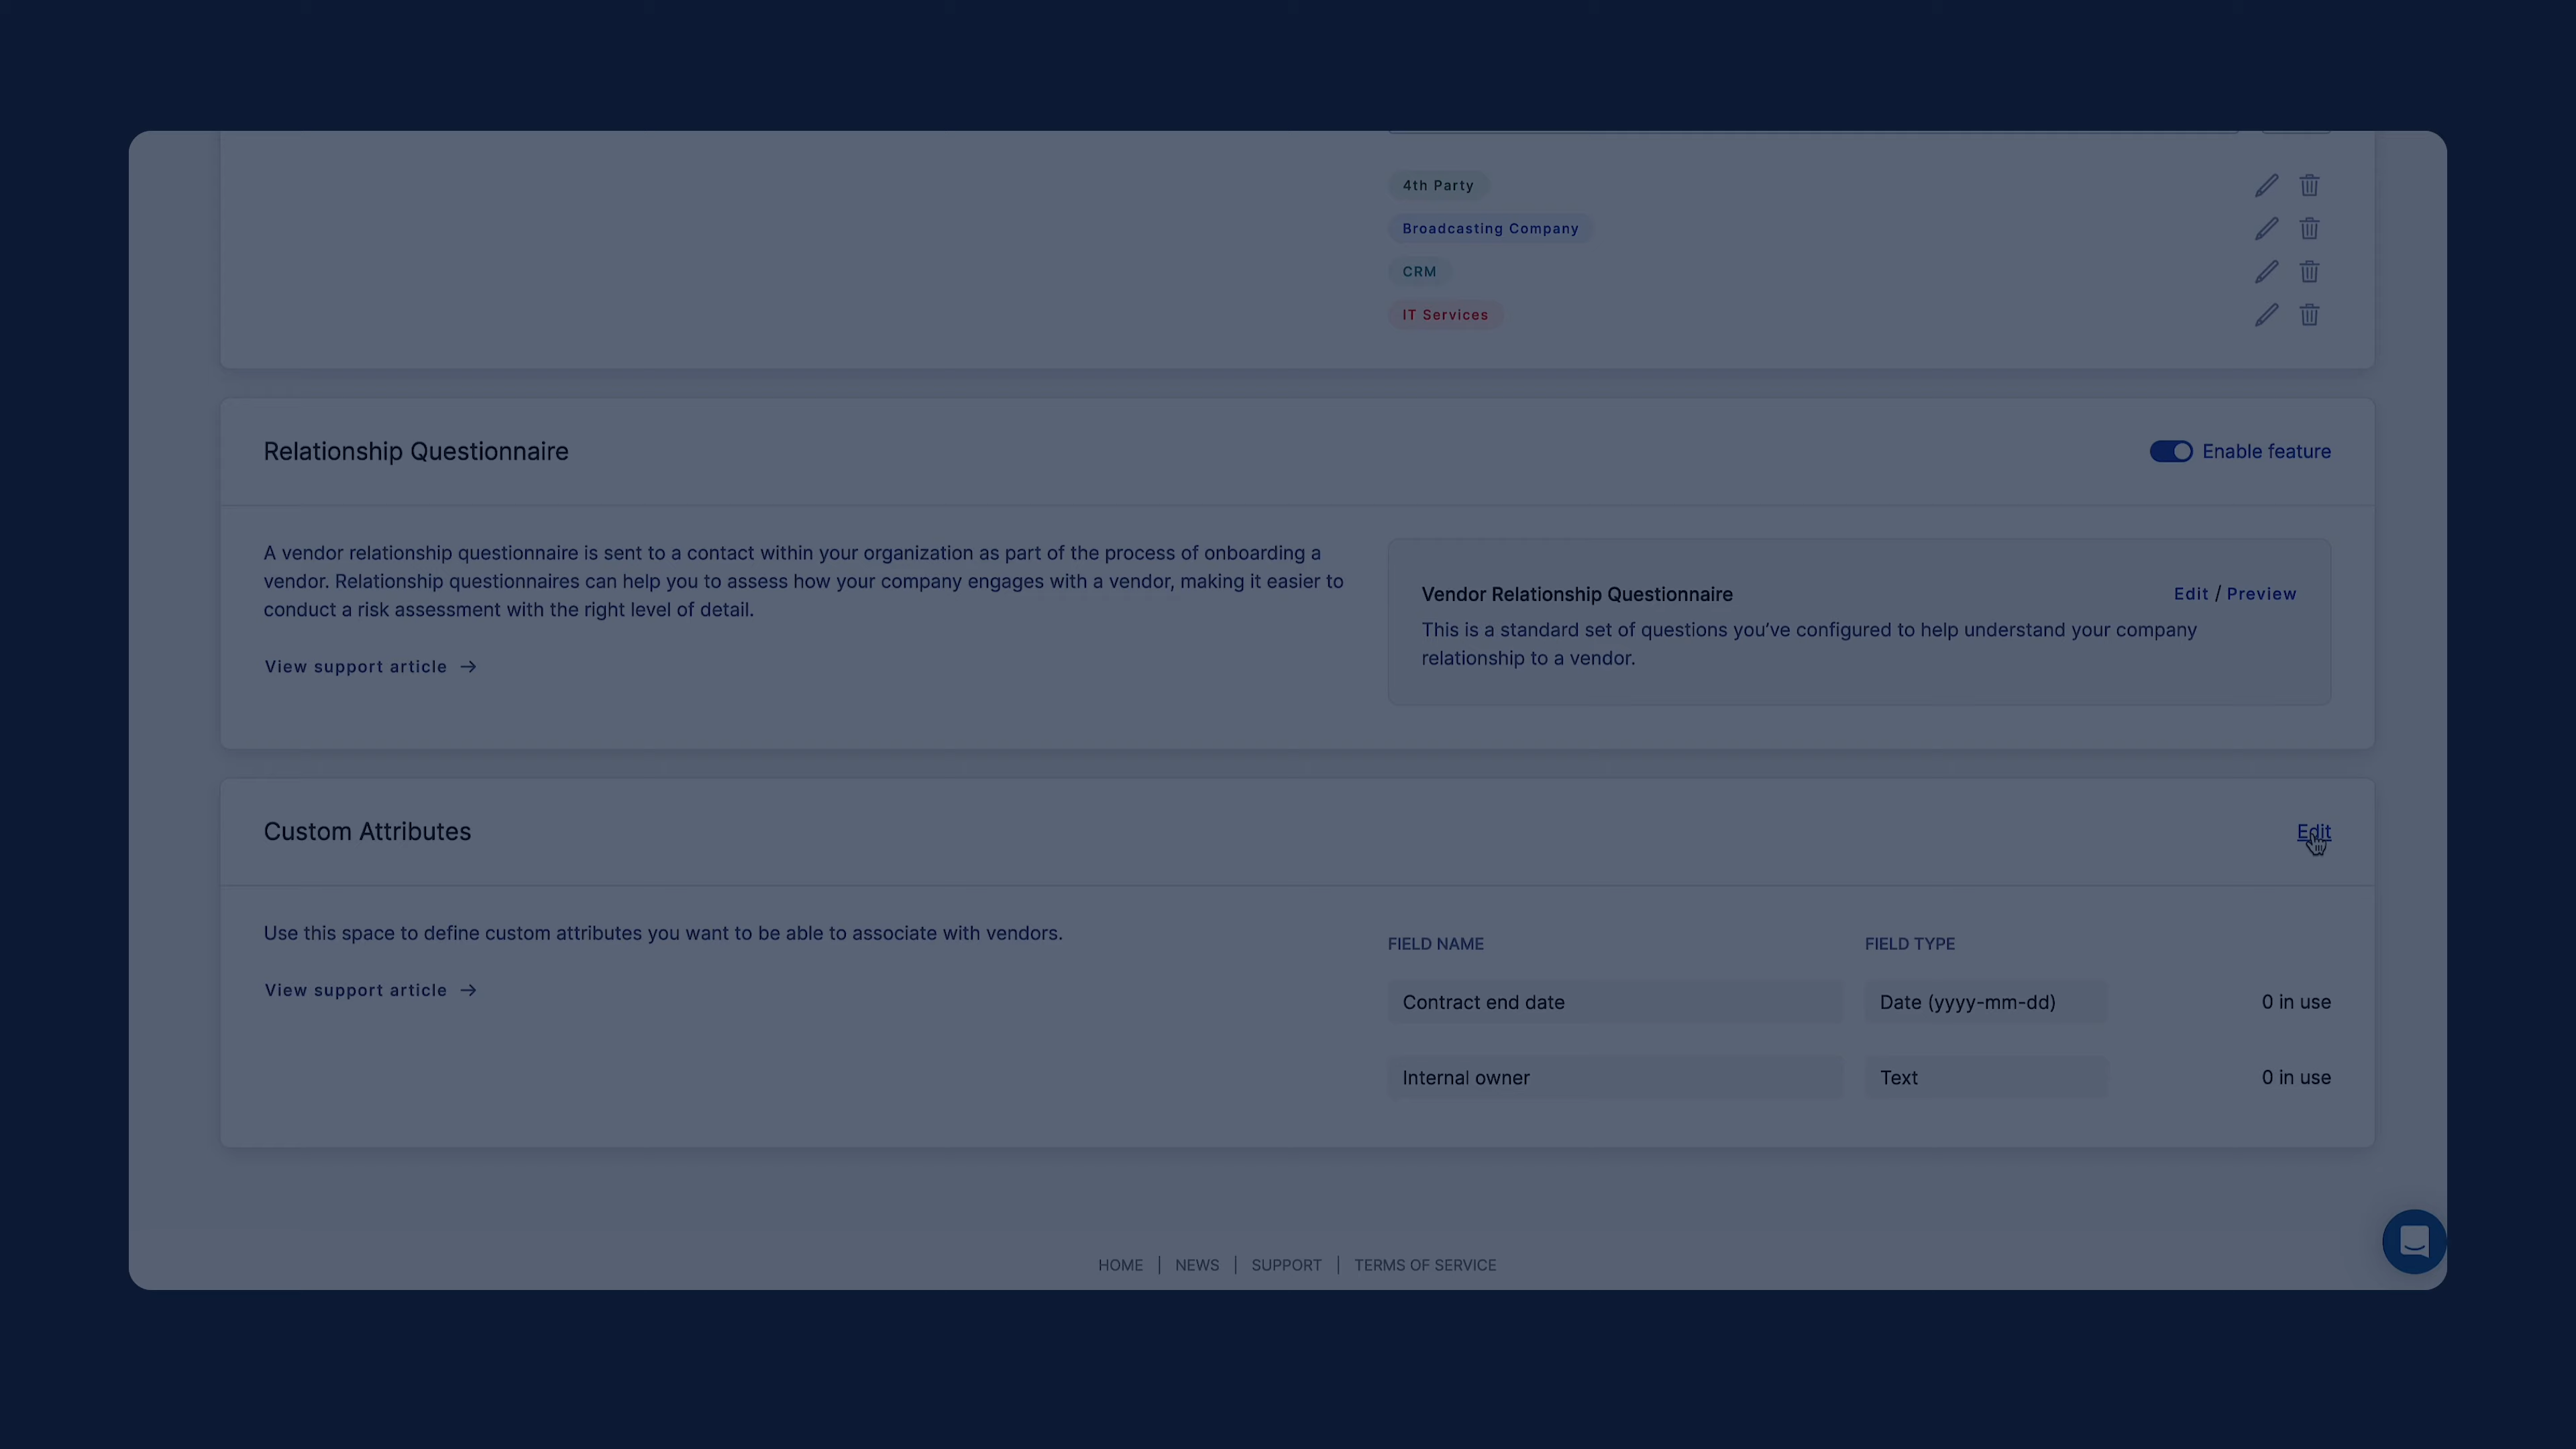 4th Party
Broadcasting Company
CRM
IT Services
Relationship Questionnaire
Enable feature
A vendor relationship questionnaire is sent to a contact within your organization as part of the process of onboarding a
vendor. Relationship questionnaires can help you to assess how your company engages with a vendor, making it easier to
conduct a risk assessment with the right level of detail.
View support article →
Vendor Relationship Questionnaire
Edit / Preview
This is a standard set of questions you've configured to help understand your company
relationship to a vendor.
Custom Attributes
Edit
Use this space to define custom attributes you want to be able to associate with vendors.
View support article →
FIELD NAME
FIELD TYPE
Contract end date
Date (yyyy-mm-dd)
0 in use
Internal owner
Text
0 in use
HOME | NEWS | SUPPORT | TERMS OF SERVICE